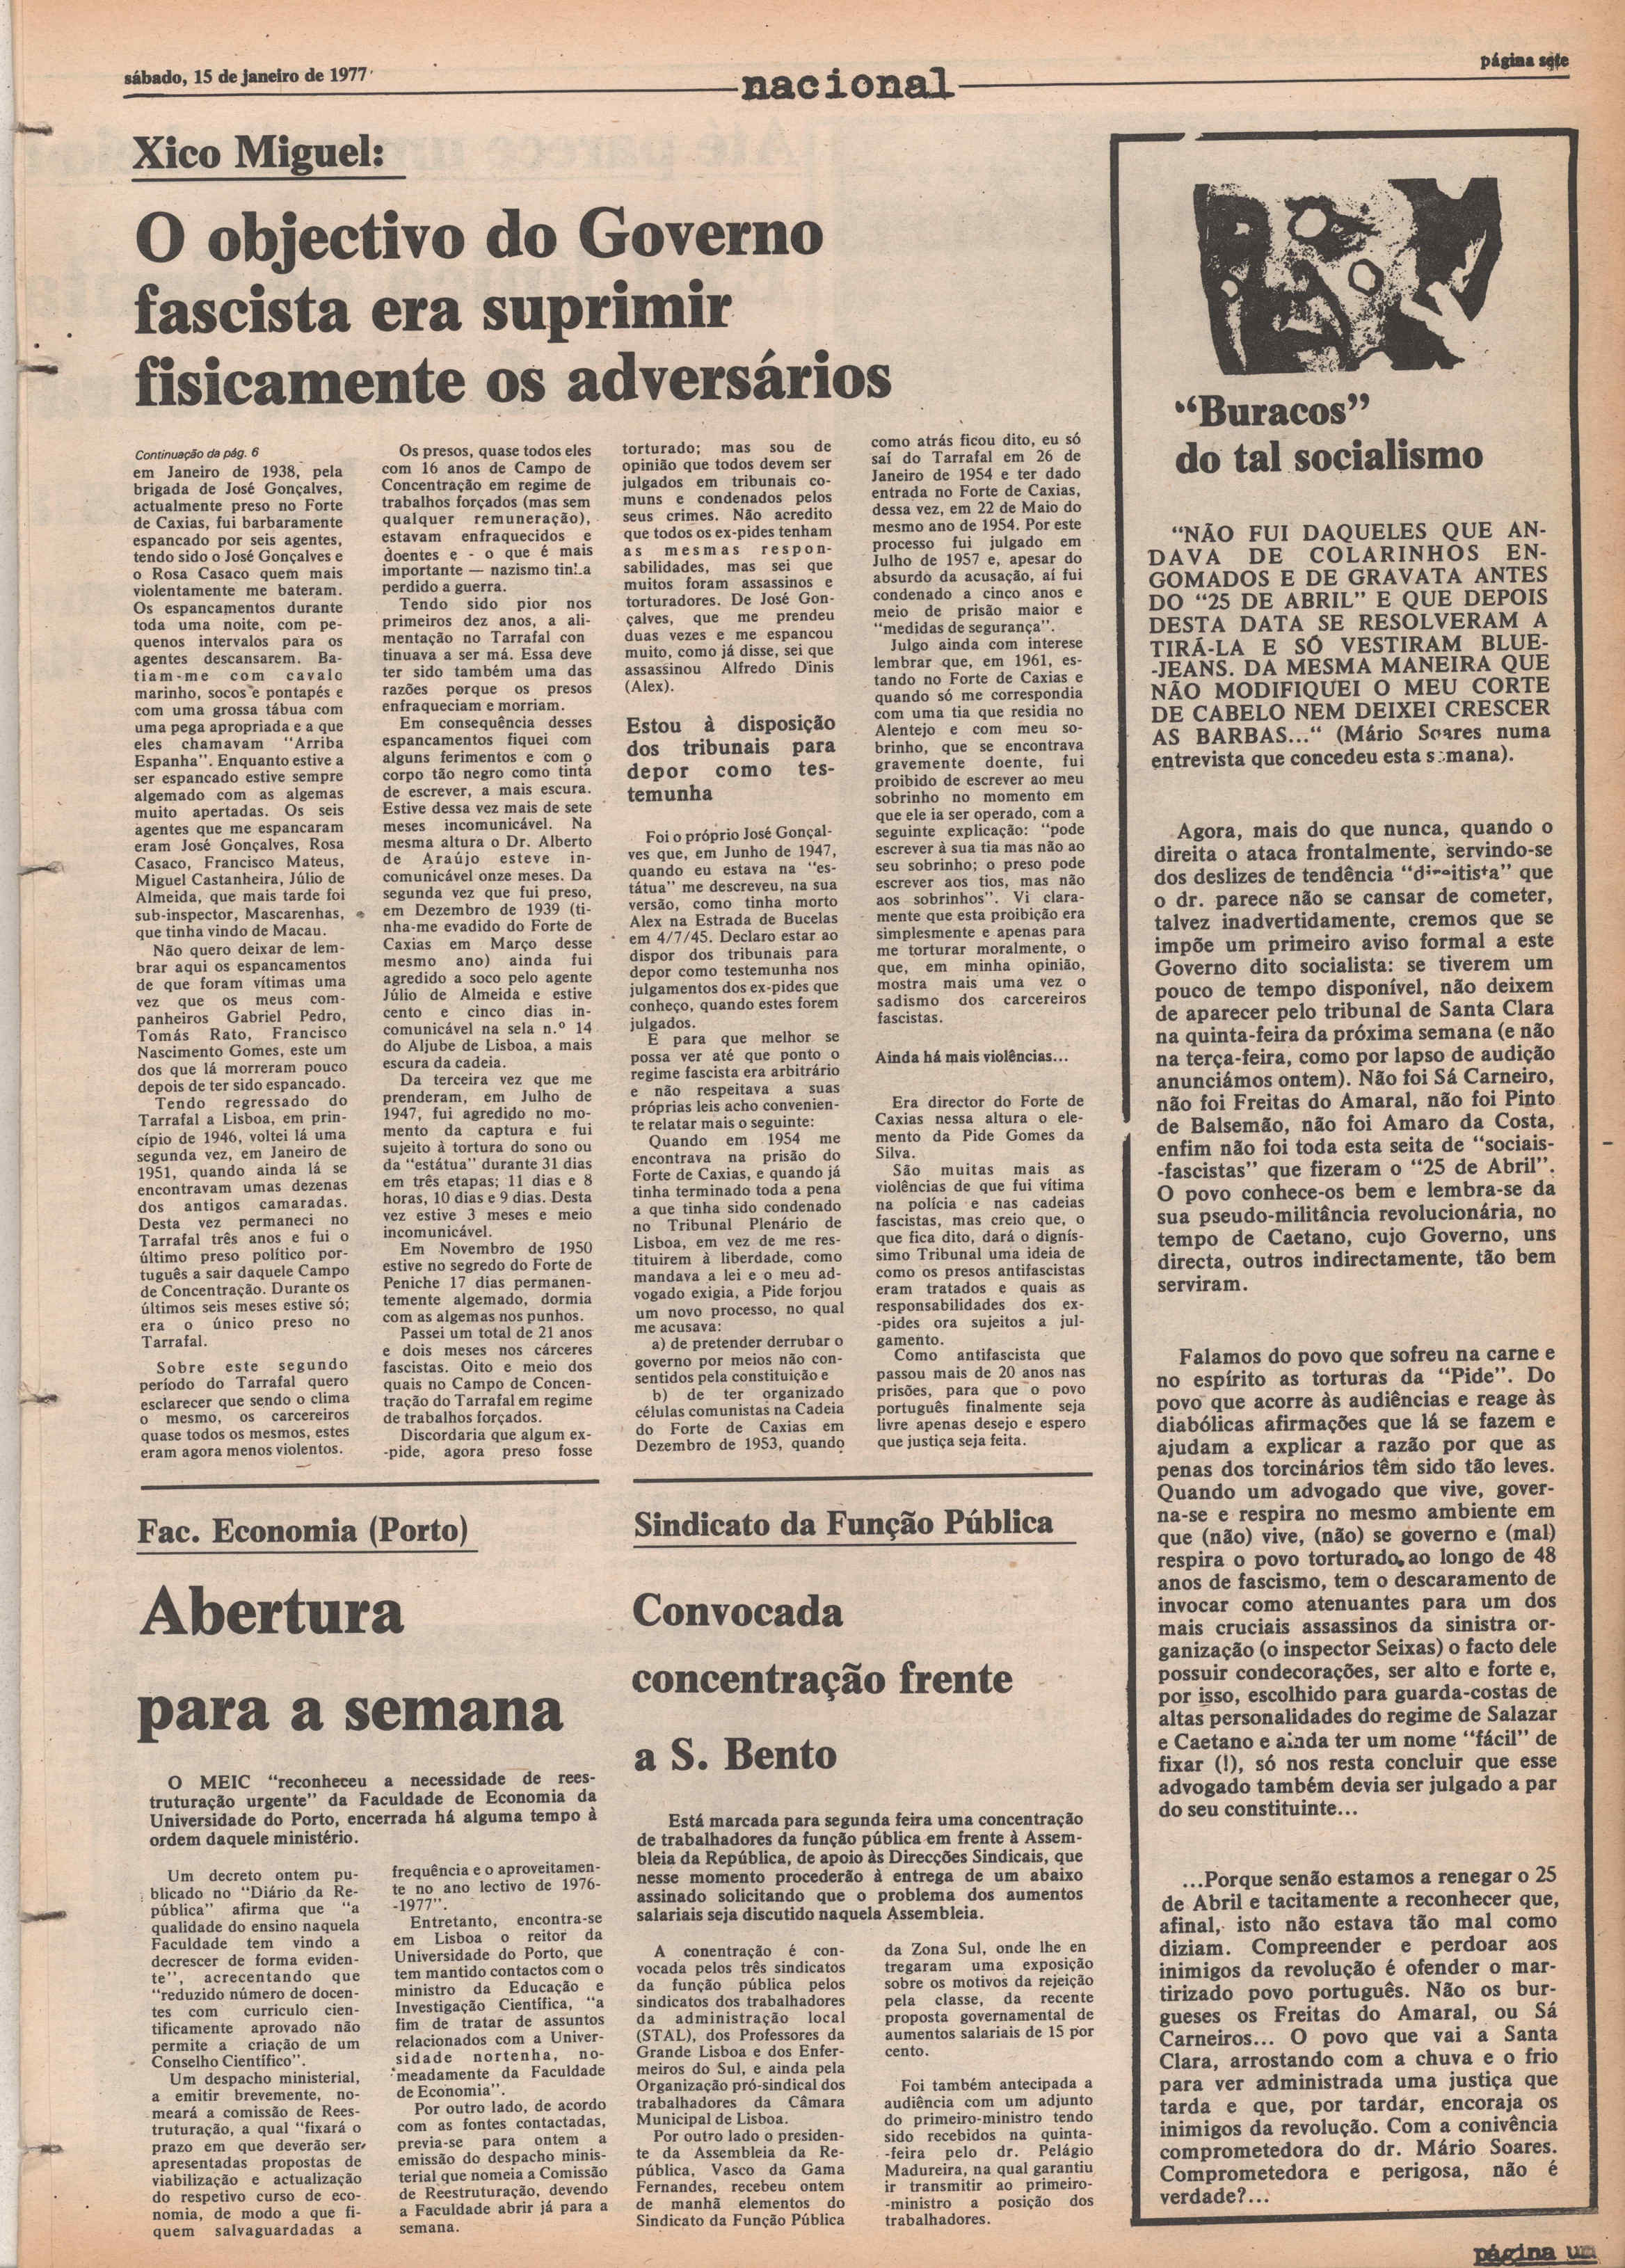 sábado, 15 de janeiro de 1977
nacional
página sete
Xico Miguel:
O objectivo do Governo
fascista era suprimir
fisicamente os adversários
Continuação da pág. 6
em Janeiro de 1938, pela
brigada de José Gonçalves,
actualmente preso no Forte
de Caxias, fui barbaramente
espancado por seis agentes,
tendo sido o José Gonçalves e
o Rosa Casaco quem mais
violentamente me bateram.
Os espancamentos durante
toda uma noite, com pe-
quenos intervalos para os
agentes descansarem. Ba-
tiam-me com cavalo
marinho, socos e pontapés e
com uma grossa tábua com
uma pega apropriada e a que
eles chamavam "Arriba
Espanha". Enquanto estive a
ser espancado estive sempre
algemado com as algemas
muito apertadas. Os seis
agentes que me espancaram
eram José Gonçalves, Rosa
Casaco, Francisco Mateus,
Miguel Castanheira, Júlio de
Almeida, que mais tarde foi
sub-inspector, Mascarenhas,
que tinha vindo de Macau.
Não quero deixar de lem-
brar aqui os espancamentos
de que foram vítimas uma
vez que os meus com-
panheiros Gabriel Pedro,
Tomás Rato, Francisco
Nascimento Gomes, este um
dos que lá morreram pouco
depois de ter sido espancado.
Tendo regressado do
Tarrafal a Lisboa, em prin-
cípio de 1946, voltei lá uma
segunda vez, em Janeiro de
1951, quando ainda lá se
encontravam umas dezenas
dos antigos camaradas.
Desta vez permaneci no
Tarrafal três anos e fui o
último preso político por-
tuguês a sair daquele Campo
de Concentração. Durante os
últimos seis meses estive só;
era o único preso no
Tarrafal.
Sobre este segundo
período do Tarrafal quero
esclarecer que sendo o clima
o mesmo, os carcereiros
quase todos os mesmos, estes
eram agora menos violentos.
Os presos, quase todos eles
com 16 anos de Campo de
Concentração em regime de
trabalhos forçados (mas sem
qualquer remuneração),
estavam enfraquecidos e
doentes e - o que é mais
importante — nazismo tinha
perdido a guerra.
Tendo sido pior nos
primeiros dez anos, a ali-
mentação no Tarrafal con
tinuava a ser má. Essa deve
ter sido também uma das
razões porque os presos
enfraqueciam e morriam.
Em consequência desses
espancamentos fiquei com
alguns ferimentos e com o
corpo tão negro como tinta
de escrever, a mais escura.
Estive dessa vez mais de sete
meses incomunicável. Na
mesma altura o Dr. Alberto
de Araújo esteve in-
comunicável onze meses. Da
segunda vez que fui preso,
em Dezembro de 1939 (ti-
nha-me evadido do Forte de
Caxias em Março desse
mesmo ano) ainda fui
agredido a soco pelo agente
Júlio de Almeida e estive
cento e cinco dias in-
comunicável na sela n.º 14
do Aljube de Lisboa, a mais
escura da cadeia.
Da terceira vez que me
prenderam, em Julho de
1947, fui agredido no mo-
mento da captura e fui
sujeito à tortura do sono ou
da "estátua" durante 31 dias
em três etapas; 11 dias e 8
horas, 10 dias e 9 dias. Desta
vez estive 3 meses e meio
incomunicável.
Em Novembro de 1950
estive no segredo do Forte de
Peniche 17 dias permanen-
temente algemado, dormia
com as algemas nos punhos.
Passei um total de 21 anos
e dois meses nos cárceres
fascistas. Oito e meio dos
quais no Campo de Concen-
tração do Tarrafal em regime
de trabalhos forçados.
Discordaria que algum ex-
-pide, agora preso fosse
torturado; mas sou de
opinião que todos devem ser
julgados em tribunais co-
muns e condenados pelos
seus crimes. Não acredito
que todos os ex-pides tenham
as mesmas respon-
sabilidades, mas sei que
muitos foram assassinos e
torturadores. De José Gon-
çalves, que me prendeu
duas vezes e me espancou
muito, como já disse, sei que
assassinou Alfredo Dinis
(Alex).
Estou à disposição
dos tribunais para
depor como tes-
temunha
Foi o próprio José Gonçal-
ves que, em Junho de 1947,
quando eu estava na "es-
tátua" me descreveu, na sua
versão, como tinha morto
Alex na Estrada de Bucelas
em 4/7/45. Declaro estar ao
dispor dos tribunais para
depor como testemunha nos
julgamentos dos ex-pides que
conheço, quando estes forem
julgados.
E para que melhor se
possa ver até que ponto o
regime fascista era arbitrário
e não respeitava a suas
próprias leis acho convenien-
te relatar mais o seguinte:
Quando em 1954 me
encontrava na prisão do
Forte de Caxias, e quando já
tinha terminado toda a pena
a que tinha sido condenado
no Tribunal Plenário de
Lisboa, em vez de me res-
tituirem à liberdade, como
mandava a lei e o meu ad-
vogado exigia, a Pide forjou
um novo processo, no qual
me acusava:
a) de pretender derrubar o
governo por meios não con-
sentidos pela constituição e
b) de ter organizado
células comunistas na Cadeia
do Forte de Caxias em
Dezembro de 1953, quando
como atrás ficou dito, eu só
saí do Tarrafal em 26 de
Janeiro de 1954 e ter dado
entrada no Forte de Caxias,
dessa vez, em 22 de Maio do
mesmo ano de 1954. Por este
processo fui julgado em
Julho de 1957 e, apesar do
absurdo da acusação, aí fui
condenado a cinco anos e
meio de prisão maior e
"medidas de segurança".
Julgo ainda com interese
lembrar que, em 1961, es-
tando no Forte de Caxias e
quando só me correspondia
com uma tia que residia no
Alentejo e com meu so-
brinho, que se encontrava
gravemente doente, fui
proibido de escrever ao meu
sobrinho no momento em
que ele ia ser operado, com a
seguinte explicação: "pode
escrever à sua tia mas não ao
seu sobrinho; o preso pode
escrever aos tios, mas não
aos sobrinhos". Vi clara-
mente que esta proibição era
simplesmente e apenas para
me torturar moralmente, o
que, em minha opinião,
mostra mais uma vez o
sadismo dos carcereiros
fascistas.
Ainda há mais violências...
Era director do Forte de
Caxias nessa altura o ele-
mento da Pide Gomes da
Silva.
São muitas mais as
violências de que fui vítima
na polícia e nas cadeias
fascistas, mas creio que, o
que fica dito, dará o dignís-
simo Tribunal uma ideia de
como os presos antifascistas
eram tratados e quais as
responsabilidades dos ex-
-pides ora sujeitos a jul-
gamento.
Como antifascista que
passou mais de 20 anos nas
prisões, para que o povo
português finalmente seja
livre apenas desejo e espero
que justiça seja feita.
Fac. Economia (Porto)
Abertura
para a semana
O MEIC "reconheceu a necessidade de rees-
truturação urgente" da Faculdade de Economia da
Universidade do Porto, encerrada há alguma tempo à
ordem daquele ministério.
Um decreto ontem pu-
blicado no "Diário da Re-
pública" afirma que "a
qualidade do ensino naquela
Faculdade tem vindo a
decrescer de forma eviden-
te", acrecentando que
"reduzido número de docen-
tes com curriculo cien-
tificamente aprovado não
permite a criação de um
Conselho Científico".
Um despacho ministerial,
a emitir brevemente, no-
meará a comissão de Rees-
truturação, a qual "fixará o
prazo em que deverão ser
apresentadas propostas de
viabilização e actualização
do respetivo curso de eco-
nomia, de modo a que fi-
quem salvaguardadas a
frequência e o aproveitamen-
te no ano lectivo de 1976-
-1977".
Entretanto, encontra-se
em Lisboa o reitor da
Universidade do Porto, que
tem mantido contactos com o
ministro da Educação e
Investigação Científica, "a
fim de tratar de assuntos
relacionados com a Univer-
sidade nortenha, no-
meadamente da Faculdade
de Economia".
Por outro lado, de acordo
com as fontes contactadas,
previa-se para ontem a
emissão do despacho minis-
terial que nomeia a Comissão
de Reestruturação, devendo
a Faculdade abrir já para a
semana.
Sindicato da Função Pública
Convocada
concentração frente
a S. Bento
Está marcada para segunda feira uma concentração
de trabalhadores da função pública em frente à Assem-
bleia da República, de apoio às Direcções Sindicais, que
nesse momento procederão à entrega de um abaixo
assinado solicitando que o problema dos aumentos
salariais seja discutido naquela Assembleia.
A conentração é con-
vocada pelos três sindicatos
da função pública pelos
sindicatos dos trabalhadores
da administração local
(STAL), dos Professores da
Grande Lisboa e dos Enfer-
meiros do Sul, e ainda pela
Organização pró-sindical dos
trabalhadores da Câmara
Municipal de Lisboa.
Por outro lado o presiden-
te da Assembleia da Re-
pública, Vasco da Gama
Fernandes, recebeu ontem
de manhã elementos do
Sindicato da Função Pública
da Zona Sul, onde lhe en
tregaram uma exposição
sobre os motivos da rejeição
pela classe, da recente
proposta governamental de
aumentos salariais de 15 por
cento.
Foi também antecipada a
audiência com um adjunto
do primeiro-ministro tendo
sido recebidos na quinta-
-feira pelo dr. Pelágio
Madureira, na qual garantiu
ir transmitir ao primeiro-
-ministro a posição dos
trabalhadores.
"Buracos"
do tal socialismo
"NÃO FUI DAQUELES QUE AN-
DAVA DE COLARINHOS EN-
GOMADOS E DE GRAVATA ANTES
DO "25 DE ABRIL" E QUE DEPOIS
DESTA DATA SE RESOLVERAM A
TIRÁ-LA E SÓ VESTIRAM BLUE-
-JEANS. DA MESMA MANEIRA QUE
NÃO MODIFIQUEI O MEU CORTE
DE CABELO NEM DEIXEI CRESCER
AS BARBAS..." (Mário Soares numa
entrevista que concedeu esta semana).
Agora, mais do que nunca, quando o
direita o ataca frontalmente, servindo-se
dos deslizes de tendência "direitista" que
o dr. parece não se cansar de cometer,
talvez inadvertidamente, cremos que se
impõe um primeiro aviso formal a este
Governo dito socialista: se tiverem um
pouco de tempo disponível, não deixem
de aparecer pelo tribunal de Santa Clara
na quinta-feira da próxima semana (e não
na terça-feira, como por lapso de audição
anunciámos ontem). Não foi Sá Carneiro,
não foi Freitas do Amaral, não foi Pinto
de Balsemão, não foi Amaro da Costa,
enfim não foi toda esta seita de "sociais-
-fascistas" que fizeram o "25 de Abril".
O povo conhece-os bem e lembra-se da
sua pseudo-militância revolucionária, no
tempo de Caetano, cujo Governo, uns
directa, outros indirectamente, tão bem
serviram.
Falamos do povo que sofreu na carne e
no espírito as torturas da "Pide". Do
povo que acorre às audiências e reage às
diabólicas afirmações que lá se fazem e
ajudam a explicar a razão por que as
penas dos torcinários têm sido tão leves.
Quando um advogado que vive, gover-
na-se e respira no mesmo ambiente em
que (não) vive, (não) se governo e (mal)
respira o povo torturado, ao longo de 48
anos de fascismo, tem o descaramento de
invocar como atenuantes para um dos
mais cruciais assassinos da sinistra or-
ganização (o inspector Seixas) o facto dele
possuir condecorações, ser alto e forte e,
por isso, escolhido para guarda-costas de
altas personalidades do regime de Salazar
e Caetano e ainda ter um nome "fácil" de
fixar (!), só nos resta concluir que esse
advogado também devia ser julgado a par
do seu constituinte...
...Porque senão estamos a renegar o 25
de Abril e tacitamente a reconhecer que,
afinal, isto não estava tão mal como
diziam. Compreender e perdoar aos
inimigos da revolução é ofender o mar-
tirizado povo português. Não os bur-
gueses os Freitas do Amaral, ou Sá
Carneiros... O povo que vai a Santa
Clara, arrostando com a chuva e o frio
para ver administrada uma justiça que
tarda e que, por tardar, encoraja os
inimigos da revolução. Com a conivência
comprometedora do dr. Mário Soares.
Comprometedora e perigosa, não é
verdade?...
página um